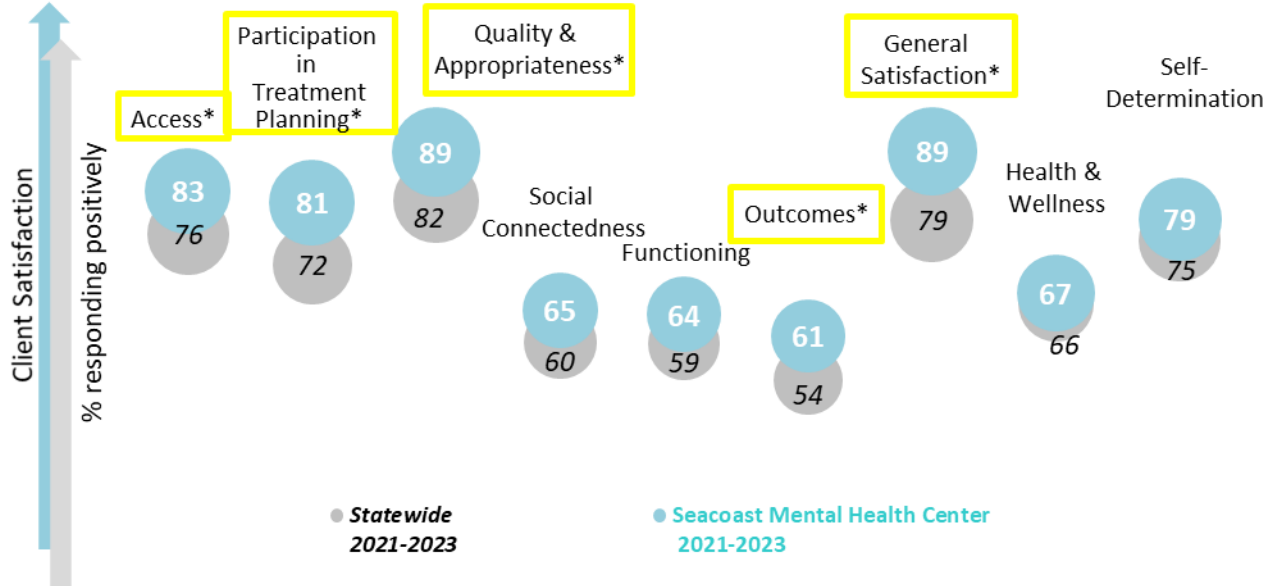 Client Satisfaction
% responding positively
Access*
83
76
Participation
in
Treatment
Planning*
81
72
Quality &
Appropriateness*
89
82
Social
Connectedness
65
60
Functioning
64
59
Outcomes*
61
54
General
Satisfaction*
89
79
Health &
Wellness
67
66
Self-
Determination
79
75
Statewide
2021-2023
Seacoast Mental Health Center
2021-2023